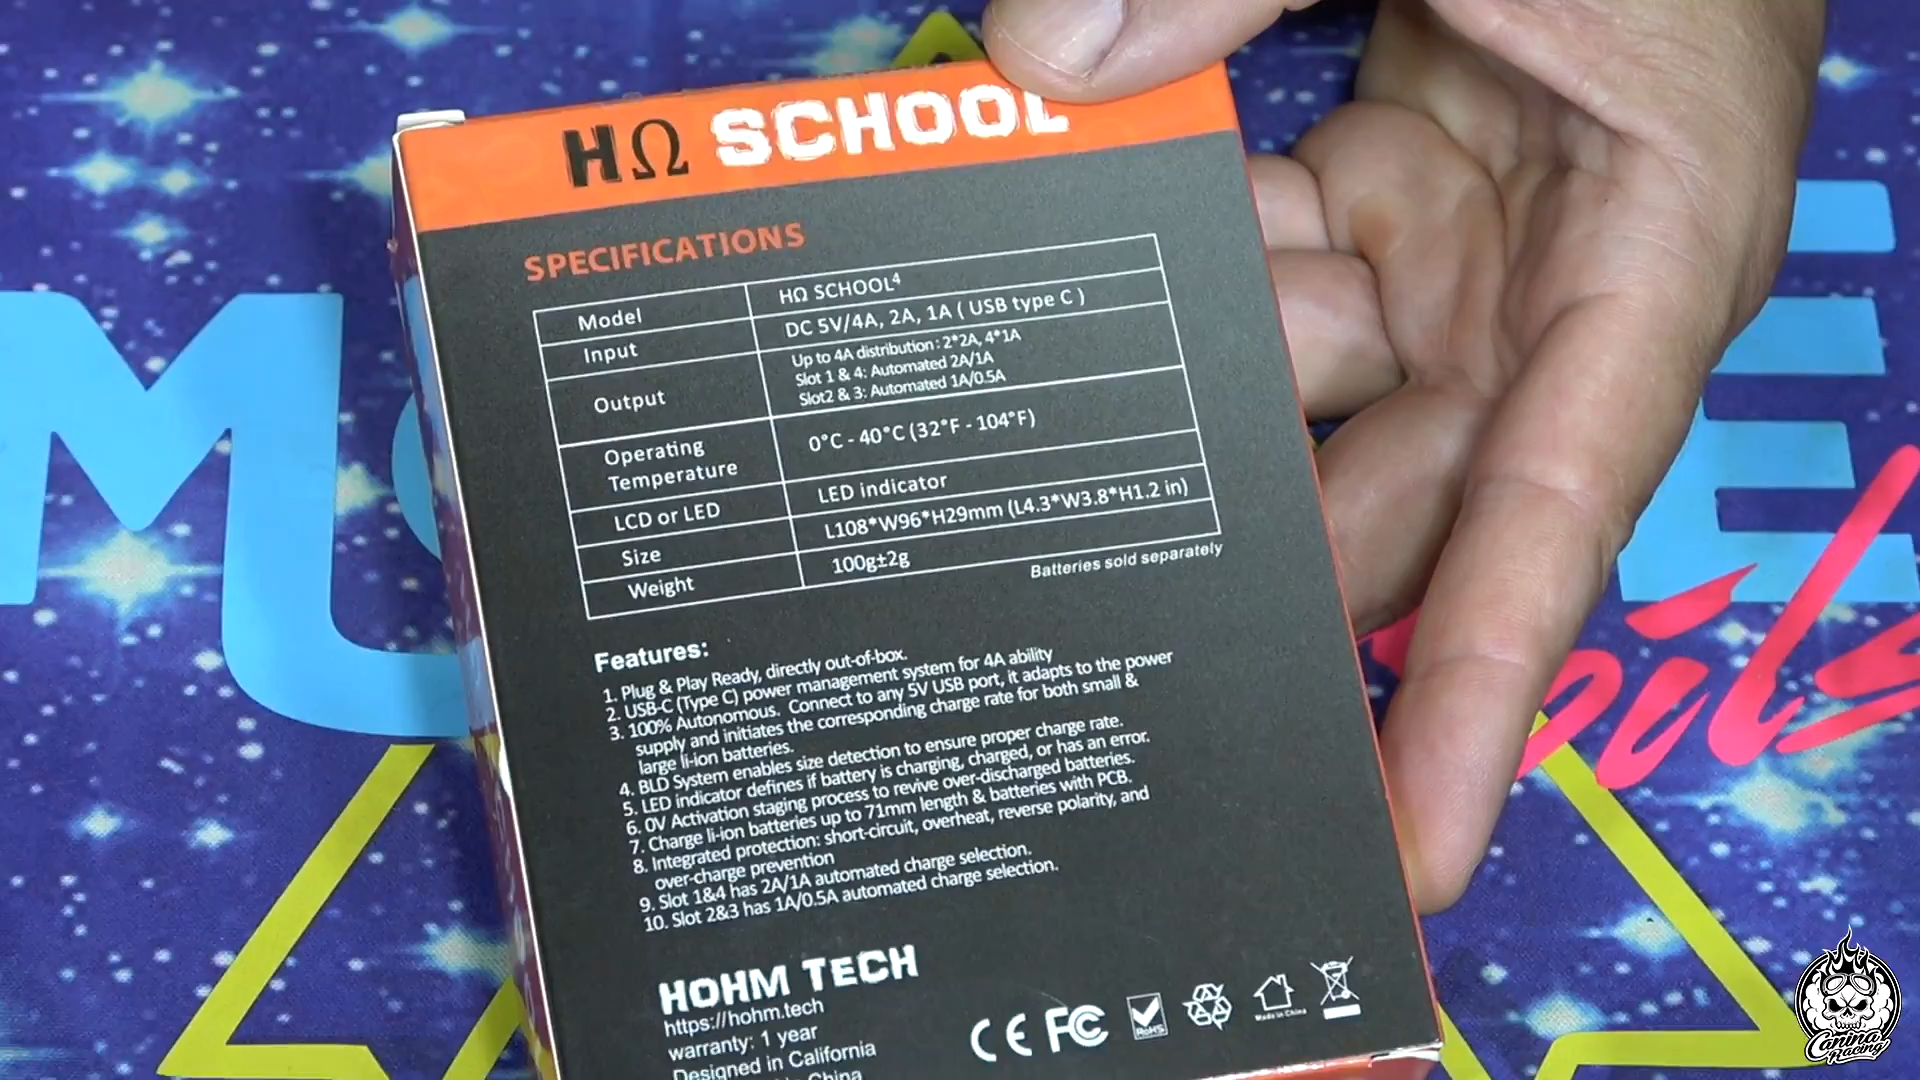 HΩ SCHOOL
SPECIFICATIONS
Model HΩ SCHOOL⁴
Input DC 5V/4A, 2A, 1A ( USB type C )
Output Up to 4A distribution : 2*2A, 4*1A
Slot 1 & 4: Automated 2A/1A
Slot2 & 3: Automated 1A/0.5A
Operating Temperature 0°C - 40°C (32°F - 104°F)
LCD or LED LED indicator
Size L108*W96*H29mm (L4.3*W3.8*H1.2 in)
Weight 100g±2g
Batteries sold separately
Features:
1. Plug & Play Ready, directly out-of-box.
2. USB-C (Type C) power management system for 4A ability
3. 100% Autonomous. Connect to any 5V USB port, it adapts to the power
supply and initiates the corresponding charge rate for both small &
large li-ion batteries.
4. BLD System enables size detection to ensure proper charge rate.
5. LED indicator defines if battery is charging, charged, or has an error.
6. 0V Activation staging process to revive over-discharged batteries.
7. Charge li-ion batteries up to 71mm length & batteries with PCB.
8. Integrated protection: short-circuit, overheat, reverse polarity, and
over-charge prevention
9. Slot 1&4 has 2A/1A automated charge selection.
10. Slot 2&3 has 1A/0.5A automated charge selection.
HOHM TECH
https://hohm.tech
warranty: 1 year
Designed in California
China
CE FC
RoHS
Made in China
Canina
Racing